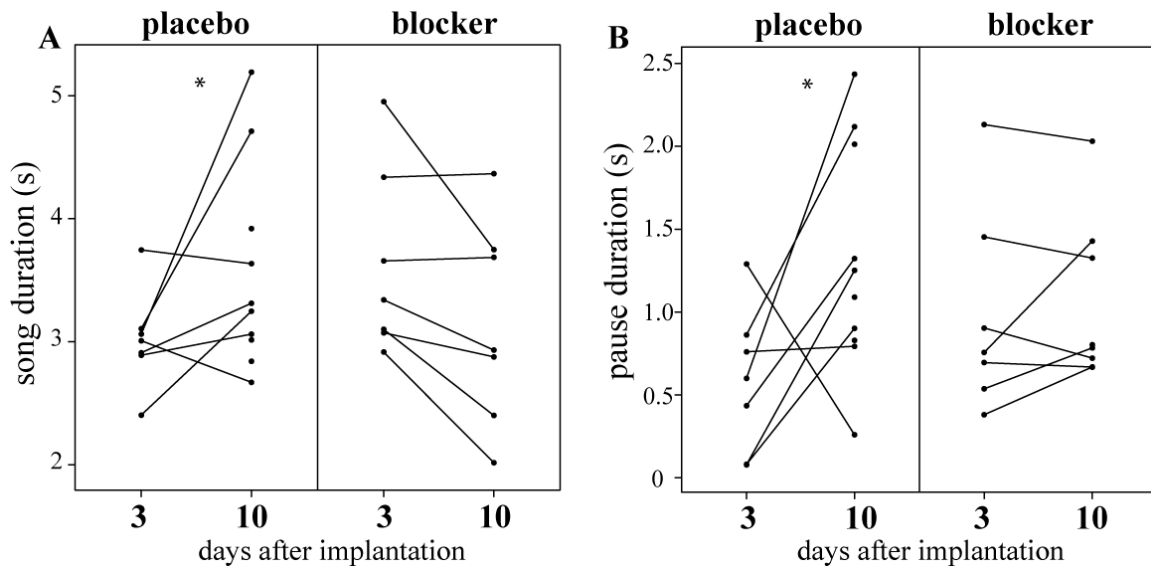 A
placebo
blocker
*
song duration (s)
5
4
3
2
3
10
3
10
days after implantation
B
placebo
blocker
*
pause duration (s)
2.5
2.0
1.5
1.0
0.5
0
3
10
3
10
days after implantation